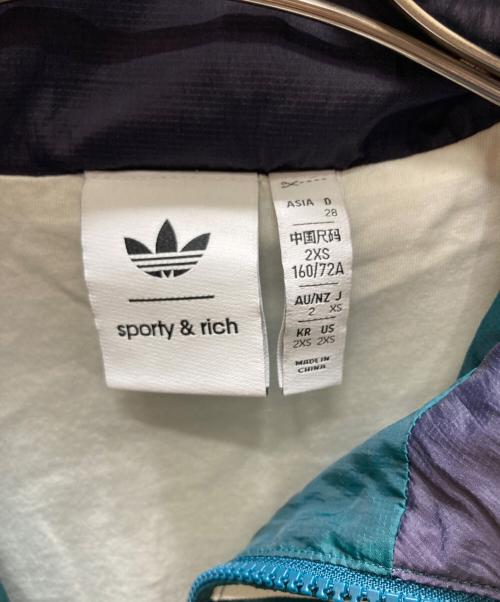 sporty & rich
ASIA D
28
中国尺码
2XS
160/72A
AU/NZ J
2 XS
KR US
2XS 2XS
MADE IN
CHINA